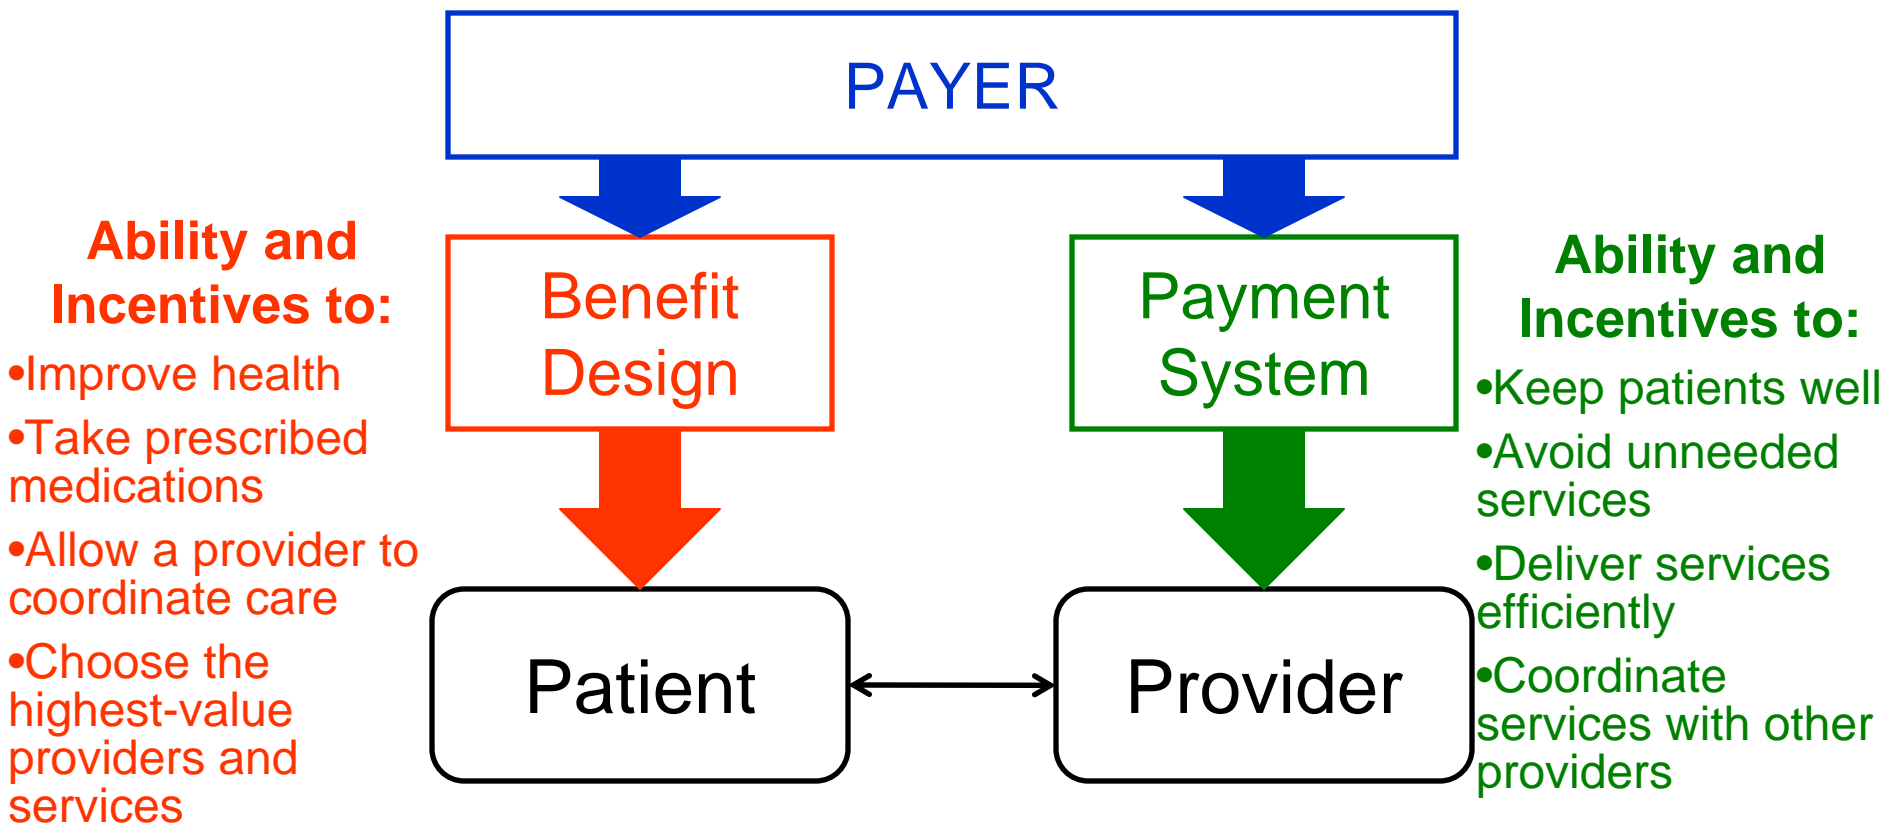 PAYER
Ability and
Incentives to:
•Improve health
•Take prescribed
medications
•Allow a provider to
coordinate care
•Choose the
highest-value
providers and
services
Benefit
Design
Payment
System
Ability and
Incentives to:
•Keep patients well
•Avoid unneeded
services
•Deliver services
efficiently
•Coordinate
services with other
providers
Patient
Provider